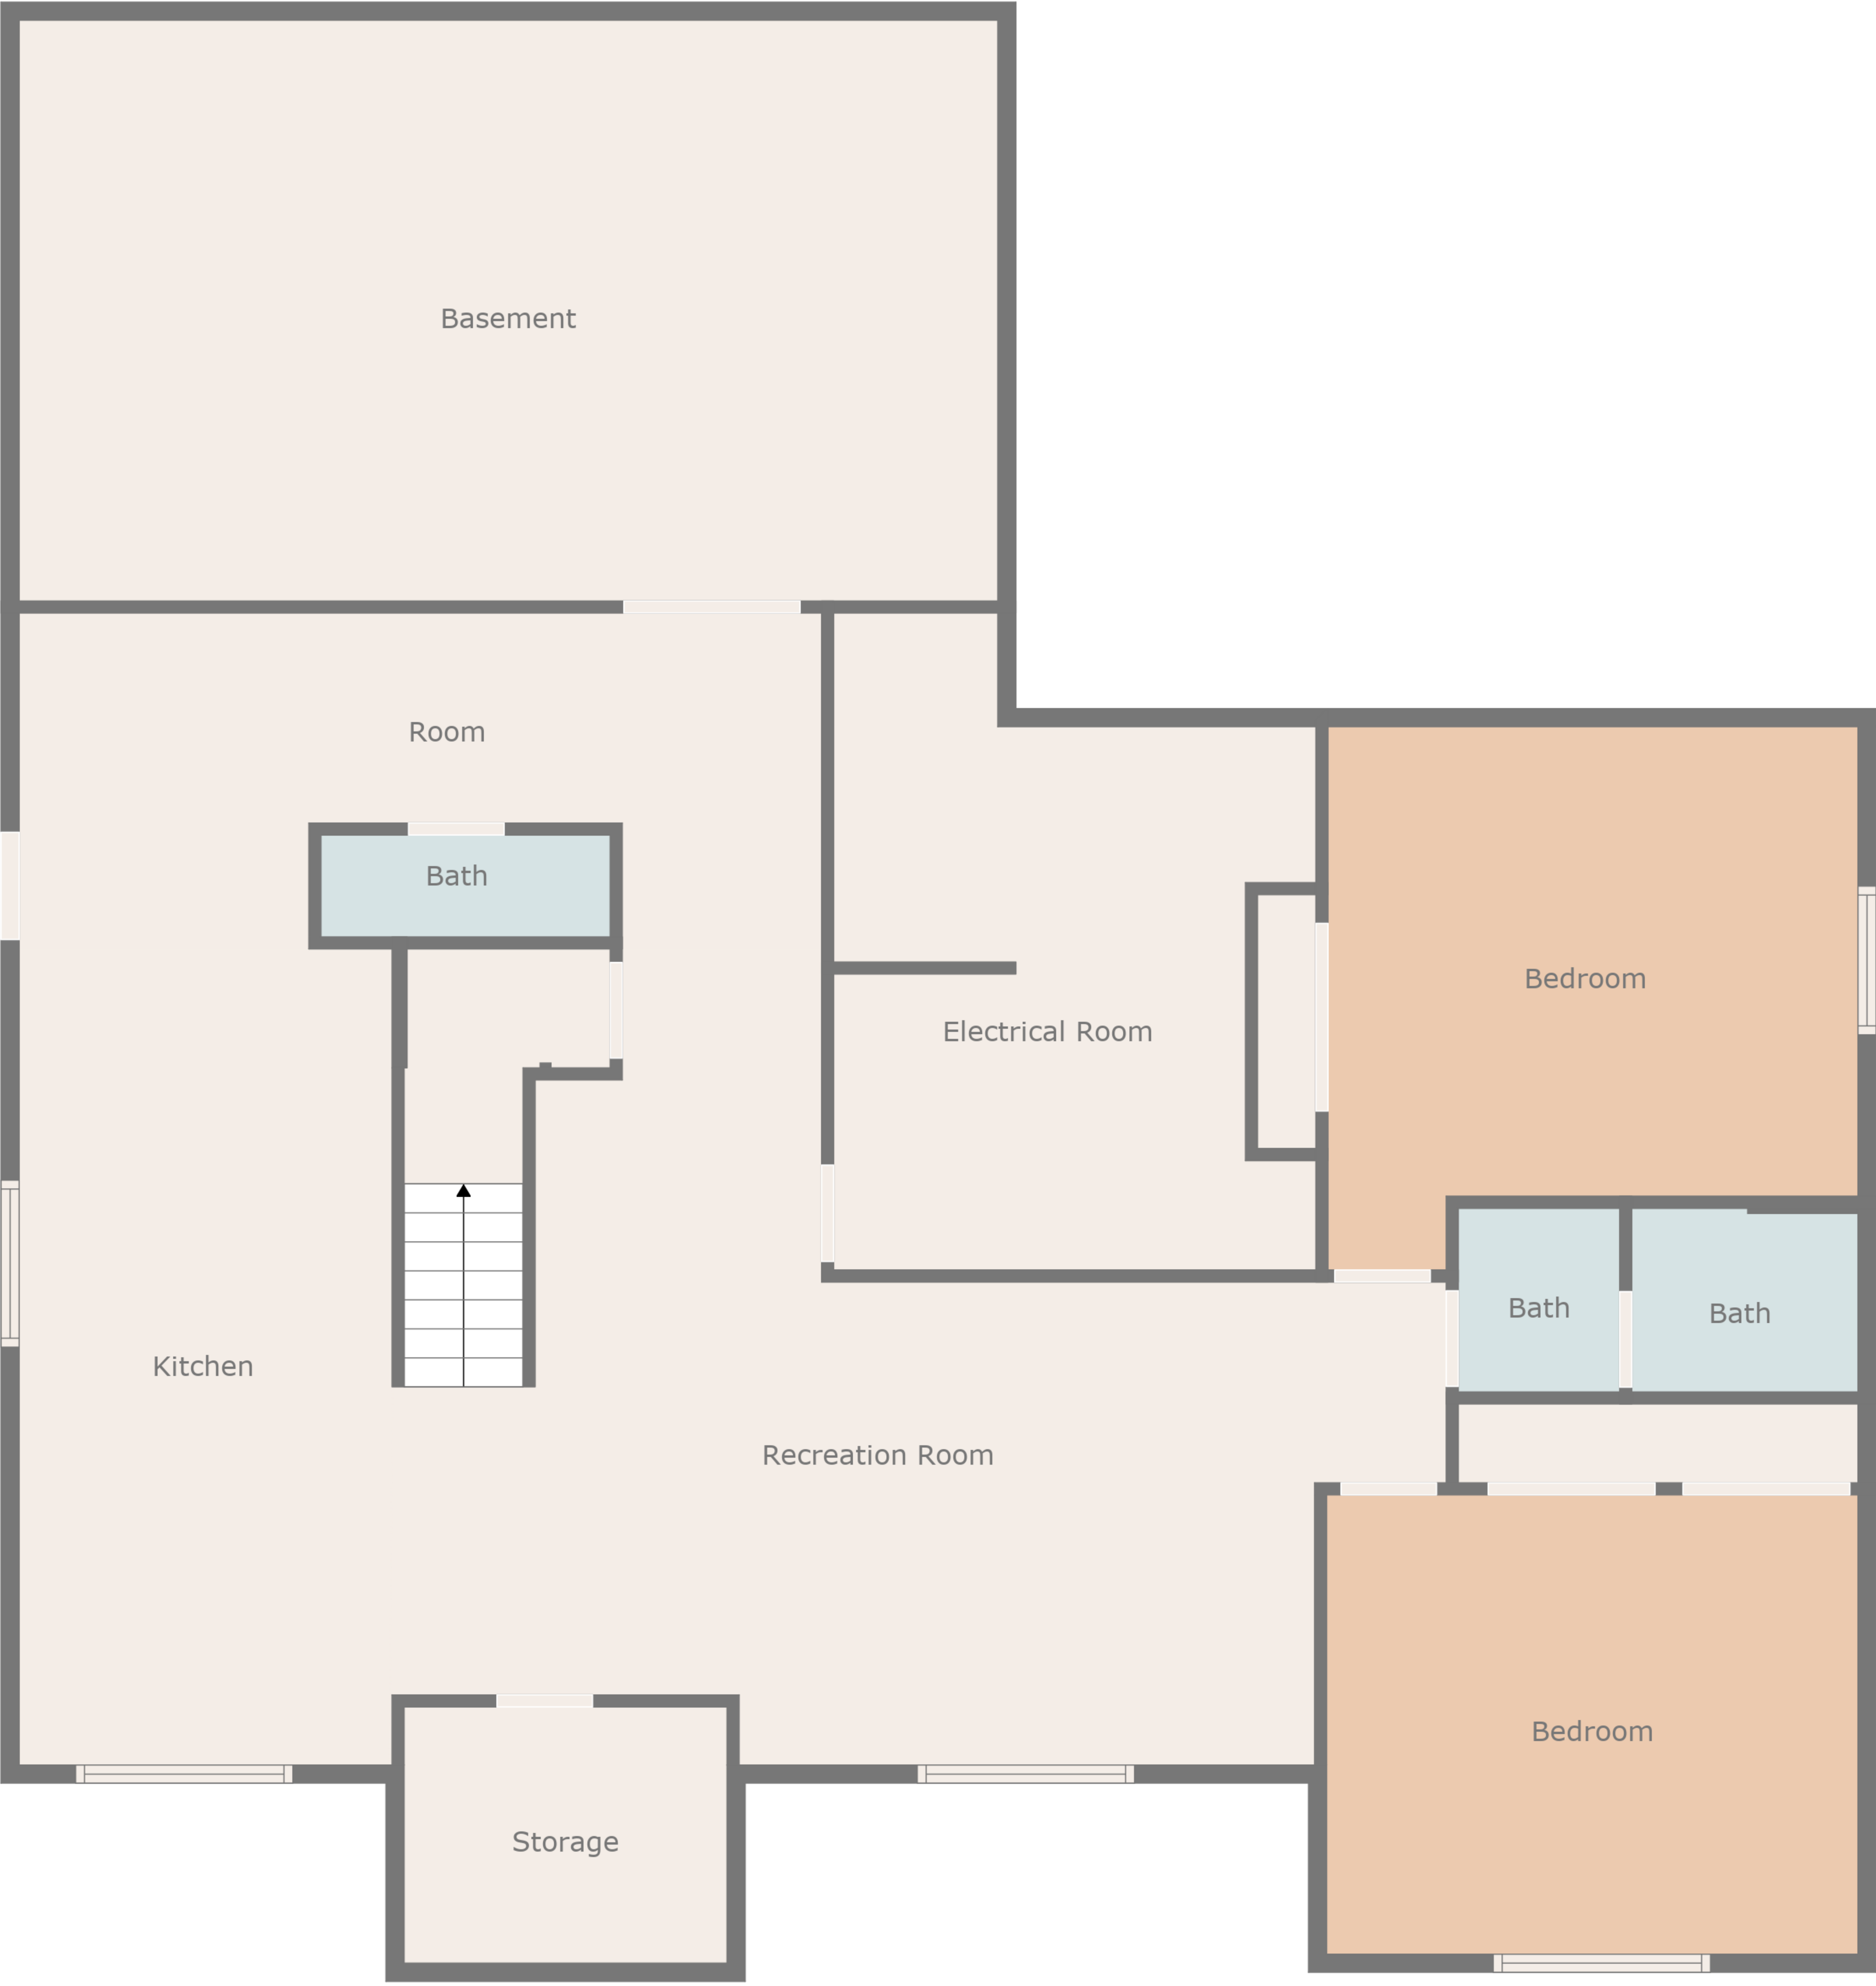 Basement
Room
Bath
Bedroom
Electrical Room
Bath
Bath
Kitchen
Recreation Room
Bedroom
Storage